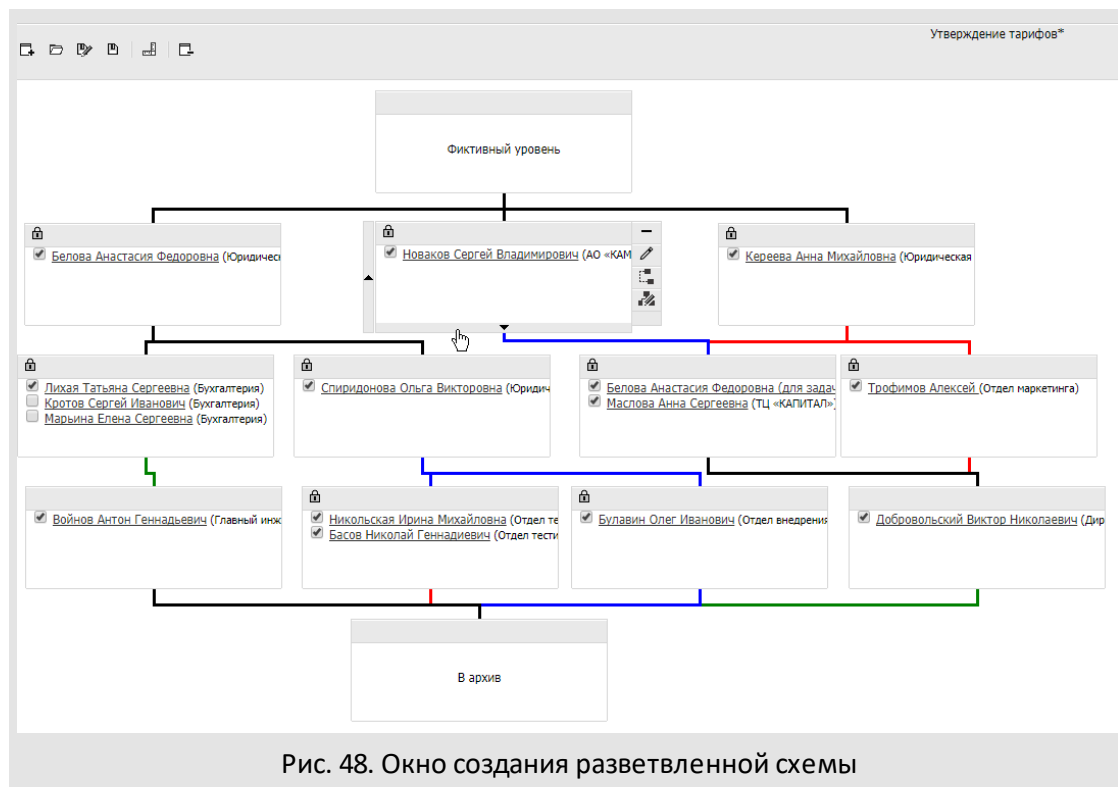 Утверждение тарифов*
Фиктивный уровень
Белова Анастасия Федоровна (Юридичес
Новаков Сергей Владимирович (АО «КАМ
Кереева Анна Михайловна (Юридическая
Лихая Татьяна Сергеевна (Бухгалтерия)
Кротов Сергей Иванович (Бухгалтерия)
Марьина Елена Сергеевна (Бухгалтерия)
Спиридонова Ольга Викторовна (Юридич
Белова Анастасия Федоровна (для задач
Маслова Анна Сергеевна (ТЦ «КАПИТАЛ»)
Трофимов Алексей (Отдел маркетинга)
Войнов Антон Геннадьевич (Главный инж
Никольская Ирина Михайловна (Отдел те
Басов Николай Геннадиевич (Отдел тести
Булавин Олег Иванович (Отдел внедрения
Добровольский Виктор Николаевич (Дир
В архив
Рис. 48. Окно создания разветвленной схемы